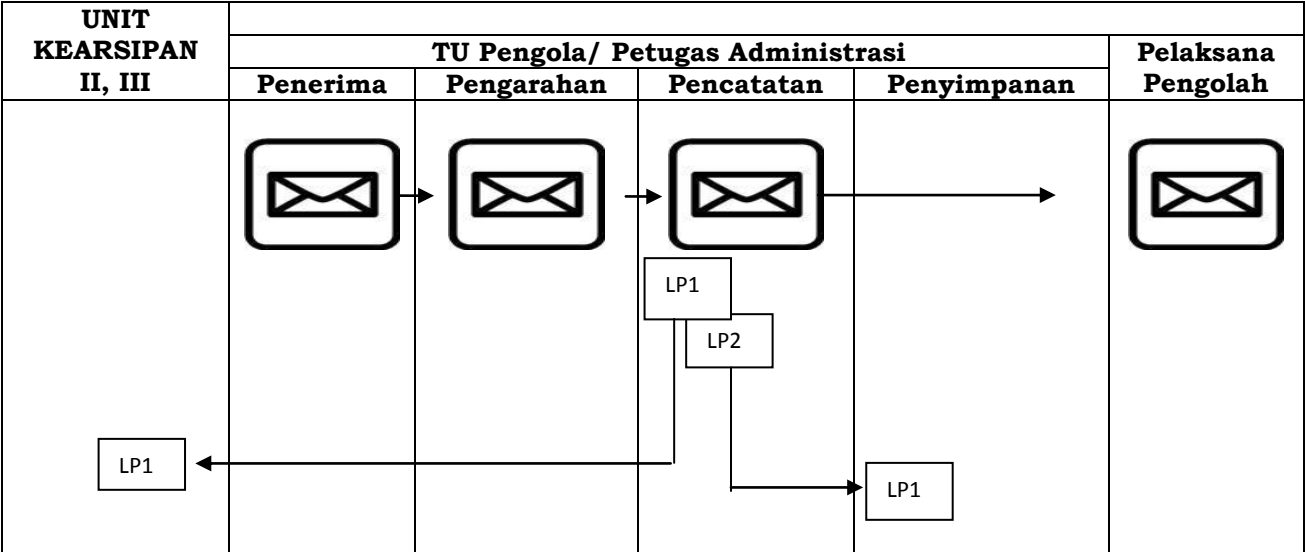 UNIT
KEARSIPAN
II, III
TU Pengola/ Petugas Administrasi
Pelaksana
Pengolah
Penerima
Pengarahan
Pencatatan
Penyimpanan
LP1
LP2
LP1
LP1